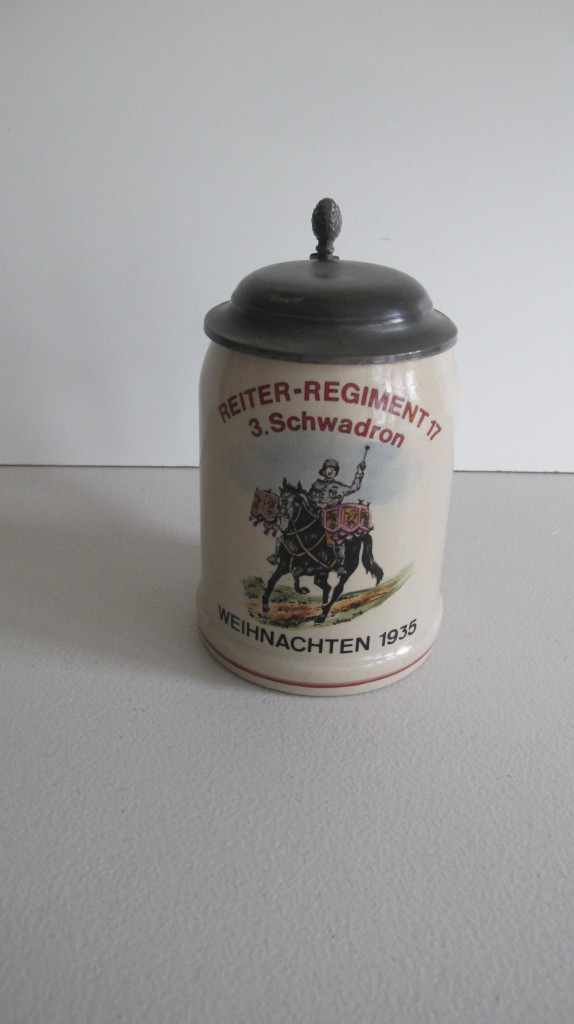 REITER-REGIMENT 17
3. Schwadron
WEIHNACHTEN 1935